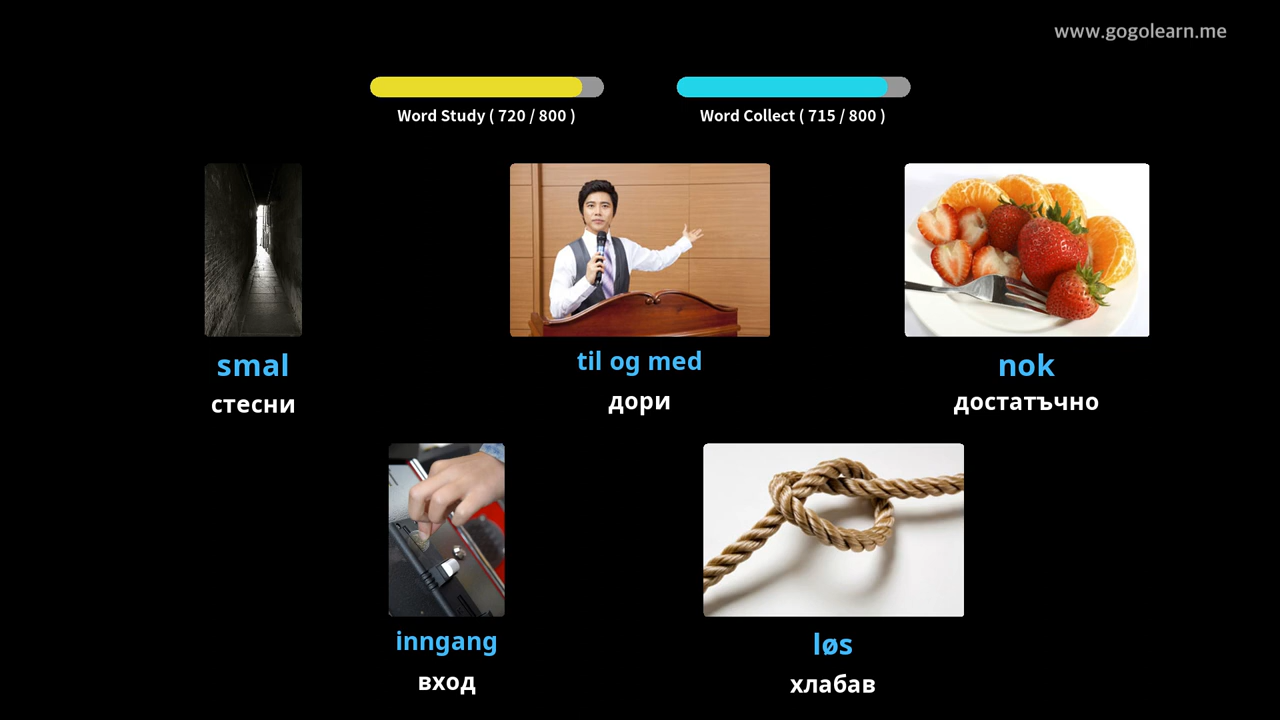 www.gogolearn.me
Word Study ( 720 / 800 )
Word Collect ( 715 / 800 )
smal
стесни
til og med
дори
nok
достатъчно
inngang
вход
løs
хлабав